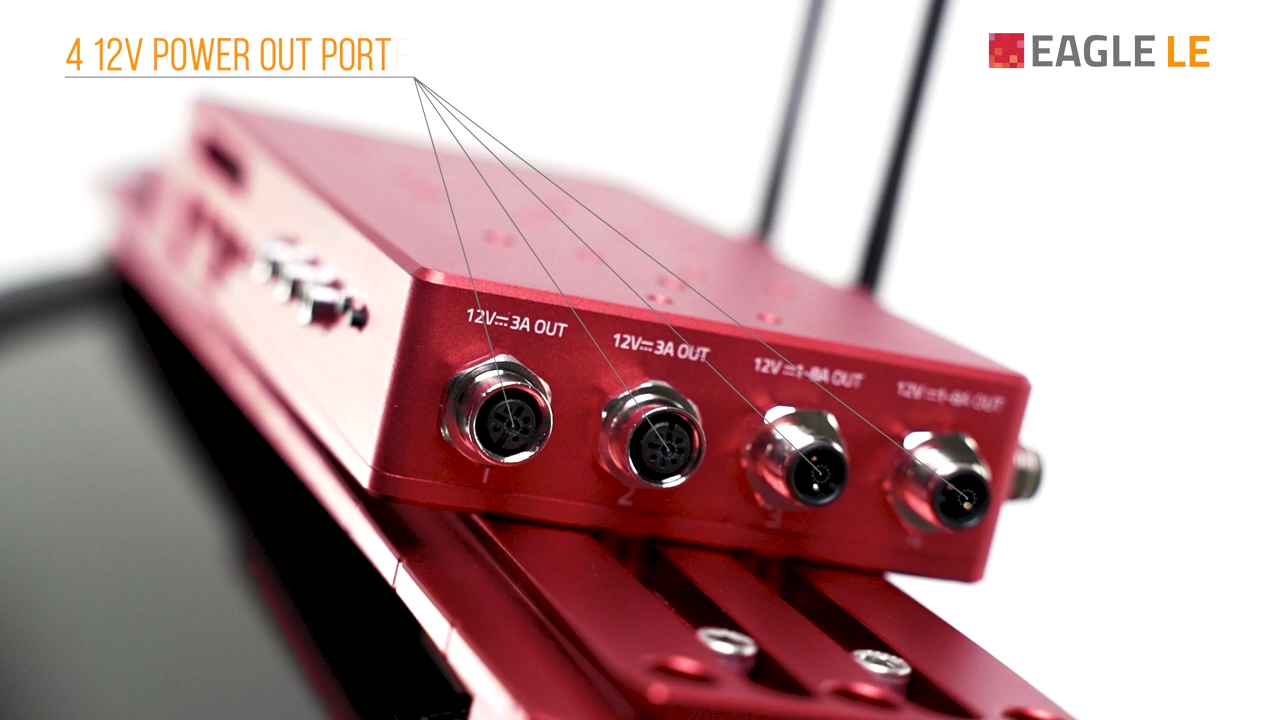 4 12V POWER OUT PORT
EAGLE LE
12V⎓3A OUT
12V⎓3A OUT
12V⎓1-8A OUT
12V⎓1-8A OUT
1
2
3